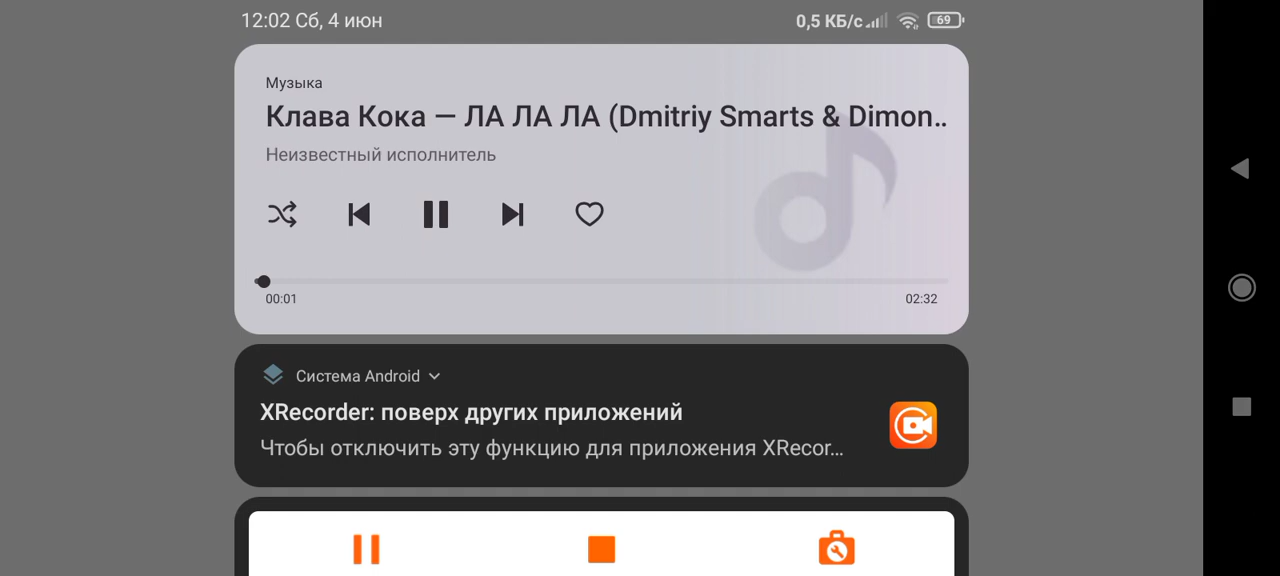 12:02 Сб, 4 июн
0,5 КБ/с
69
Музыка
Клава Кока — ЛА ЛА ЛА (Dmitriy Smarts & Dimon..
Неизвестный исполнитель
00:01
02:32
Система Android
XRecorder: поверх других приложений
Чтобы отключить эту функцию для приложения XRecor...